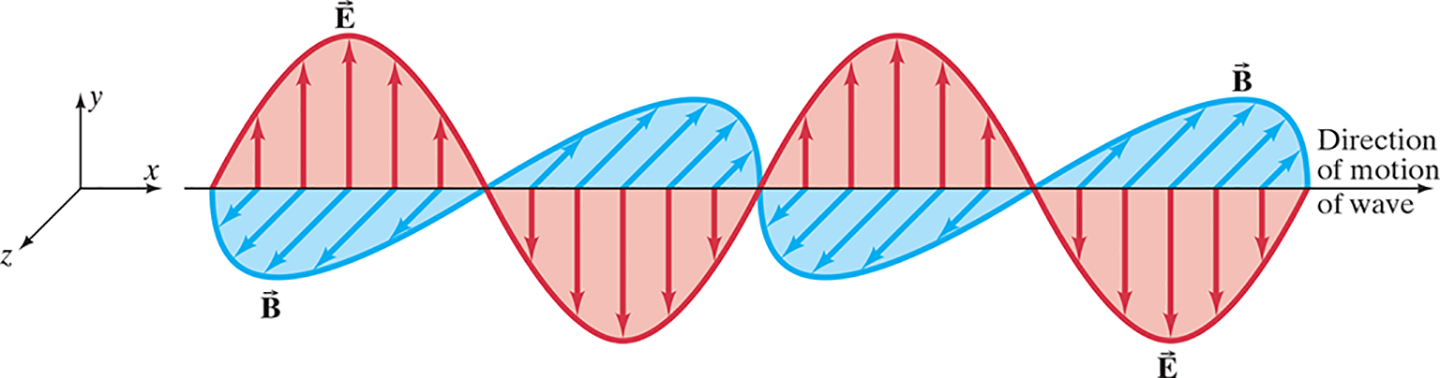 E⃗
B⃗
y
x
z
Direction
of motion
of wave
B⃗
E⃗